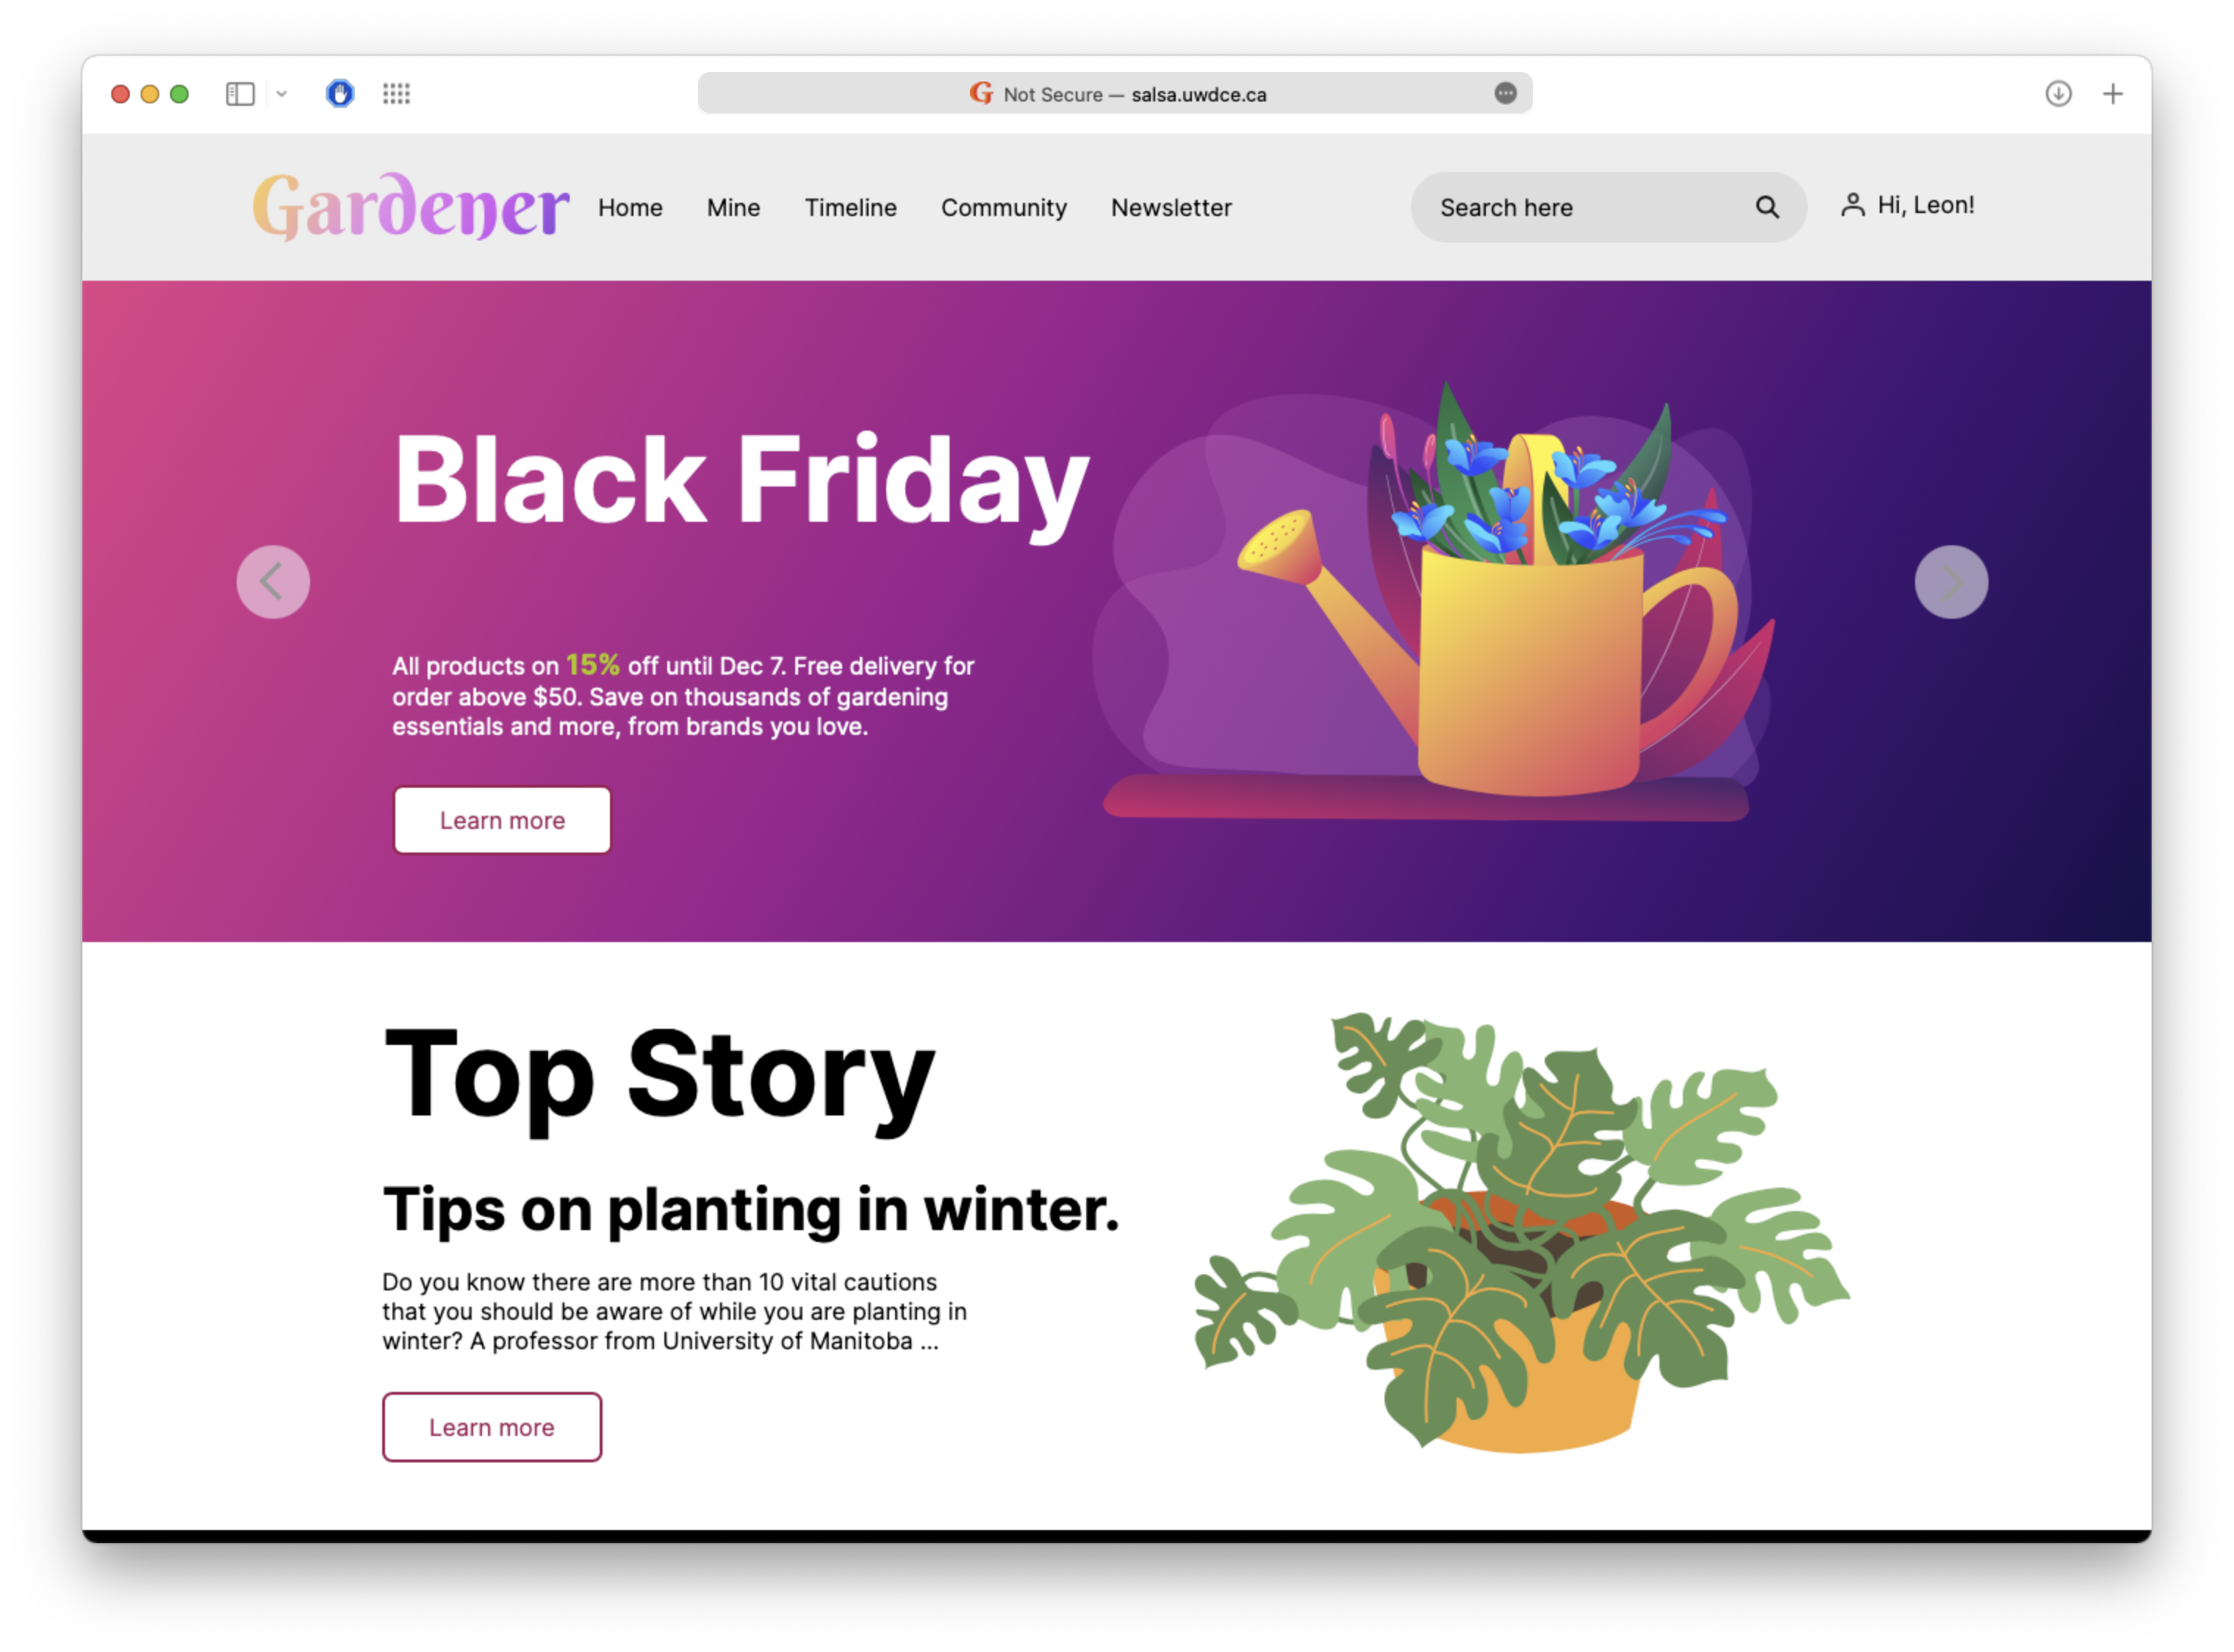 Not Secure — salsa.uwdce.ca
Gardener Home Mine Timeline Community Newsletter Search here Hi, Leon!
Black Friday
All products on 15% off until Dec 7. Free delivery for
order above $50. Save on thousands of gardening
essentials and more, from brands you love.
Learn more
Top Story
Tips on planting in winter.
Do you know there are more than 10 vital cautions
that you should be aware of while you are planting in
winter? A professor from University of Manitoba ...
Learn more